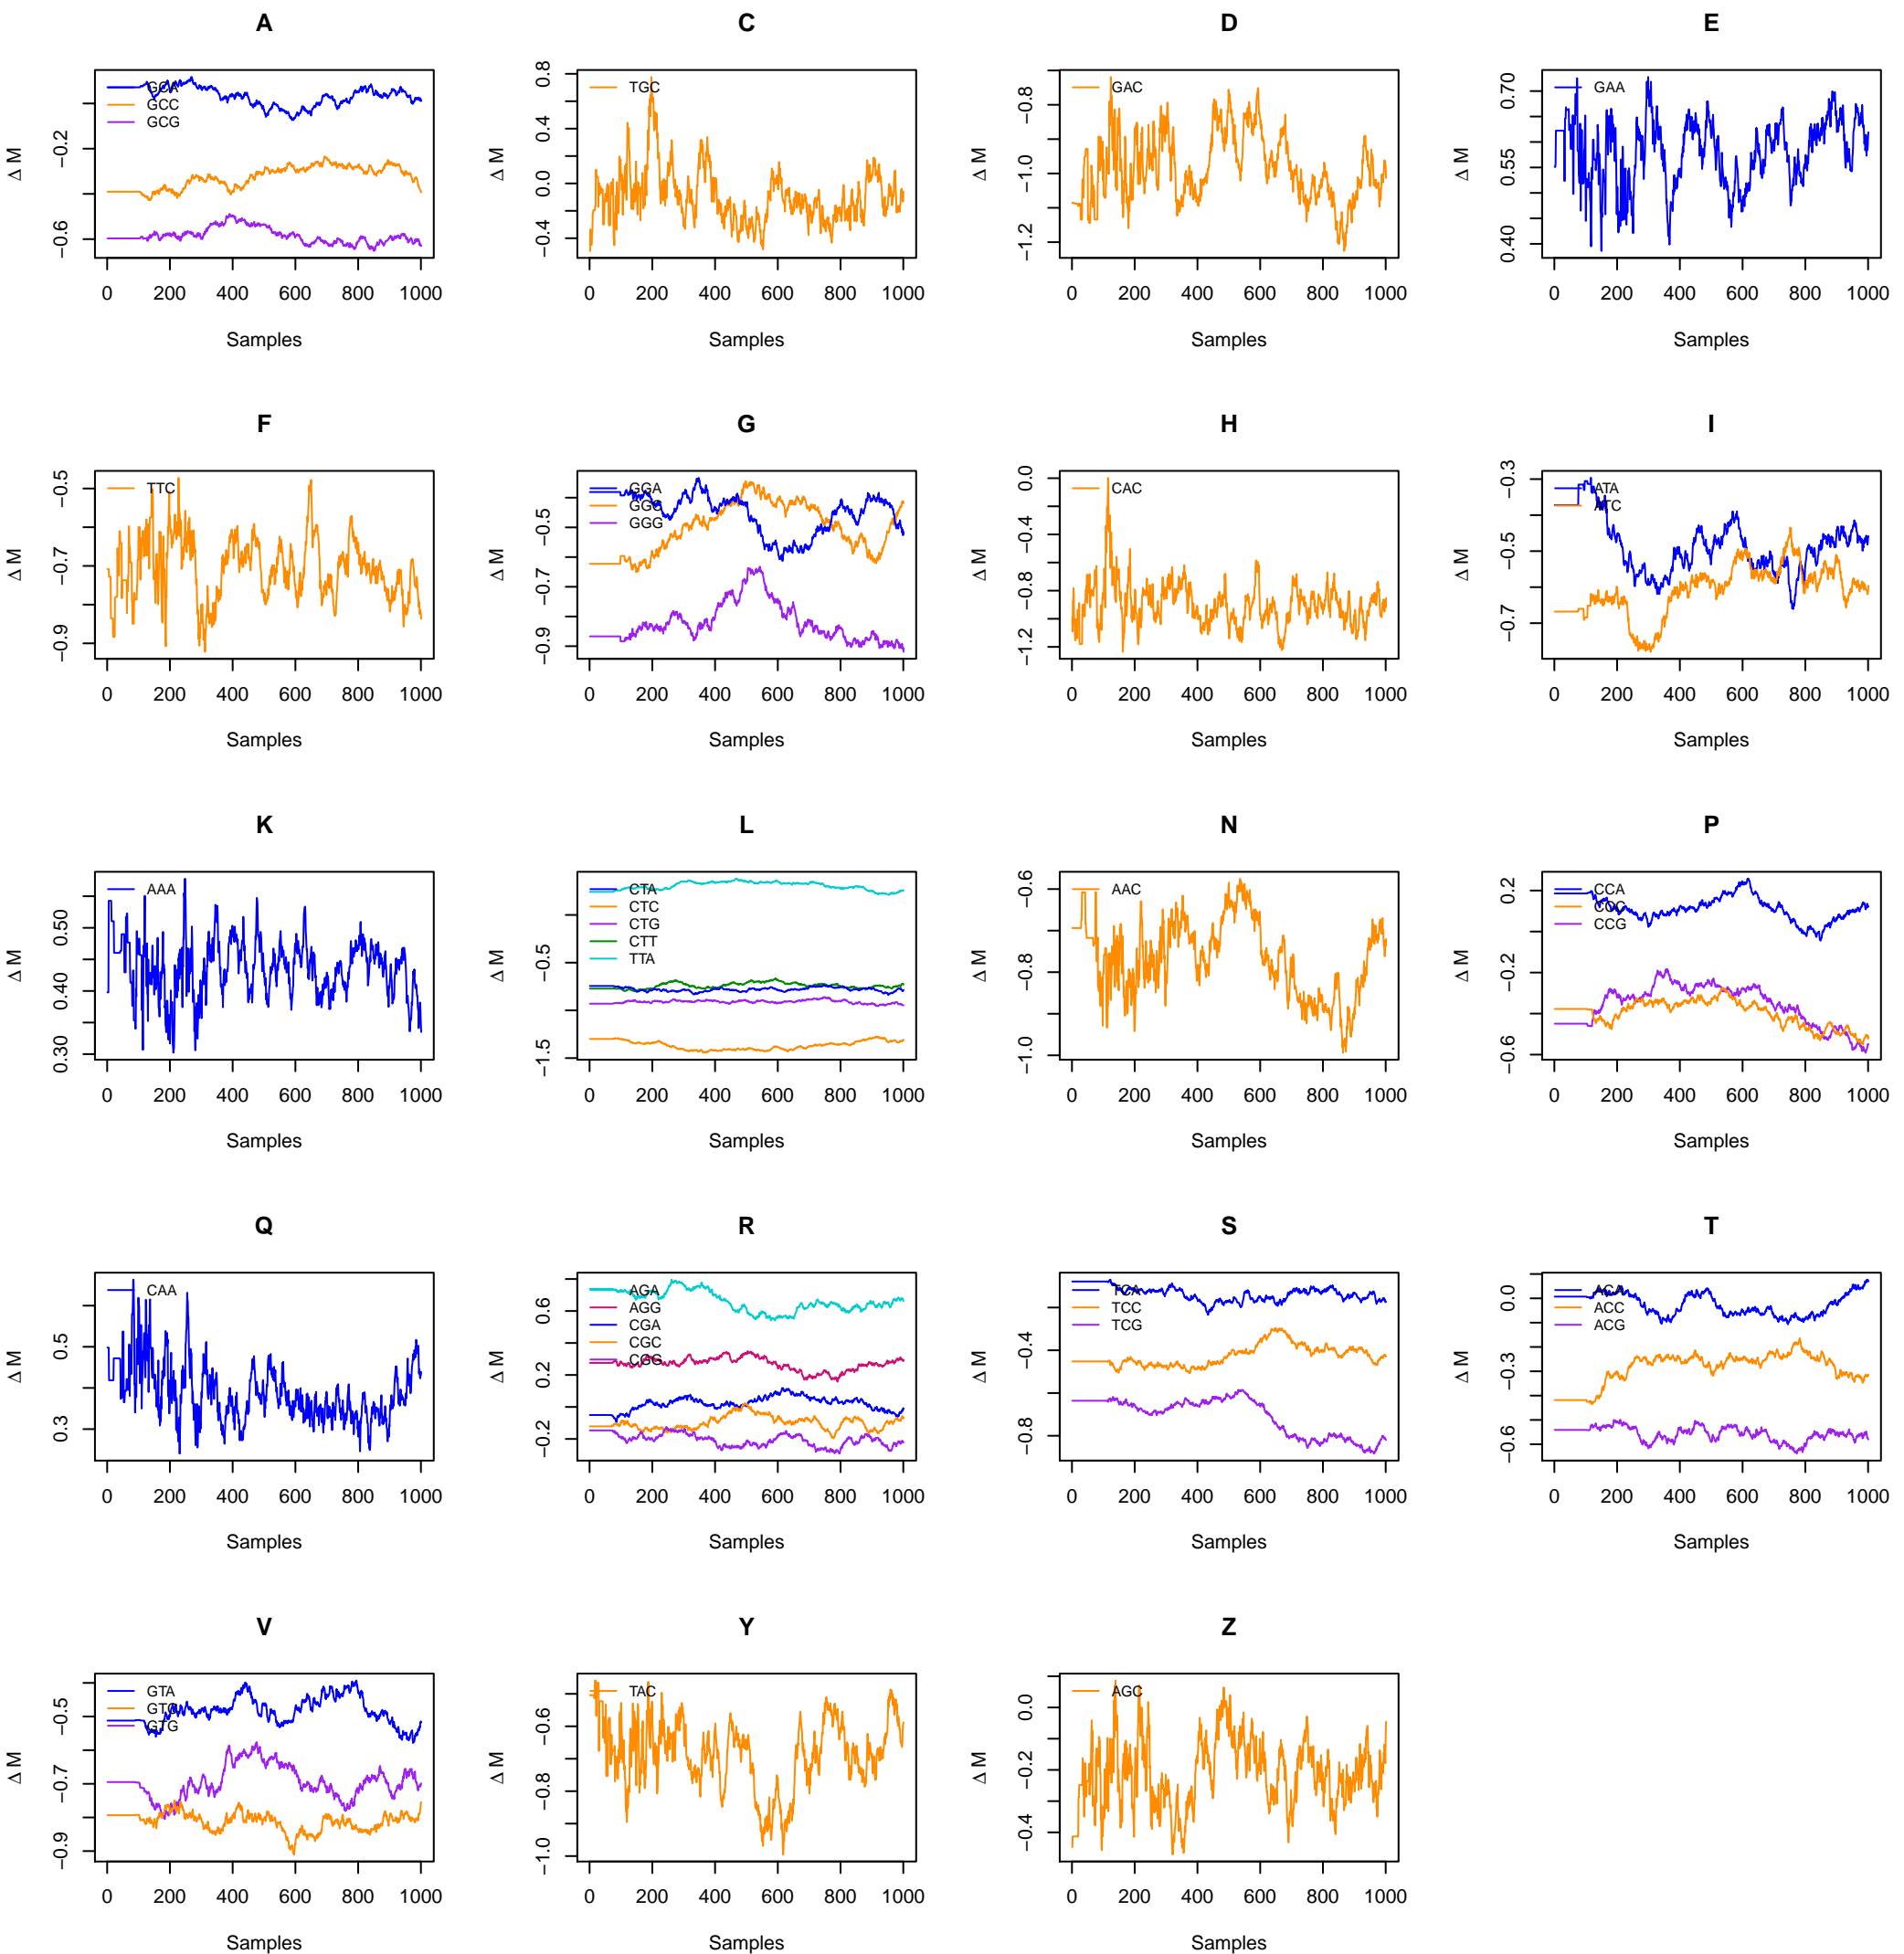 A
Δ M
−0.2
−0.6
GCA
GCC
GCG
0 200 400 600 800 1000
Samples
C
Δ M
0.8
0.4
0.0
−0.4
TGC
0 200 400 600 800 1000
Samples
D
Δ M
−0.8
−1.0
−1.2
GAC
0 200 400 600 800 1000
Samples
E
Δ M
0.70
0.55
0.40
GAA
0 200 400 600 800 1000
Samples
F
Δ M
−0.5
−0.7
−0.9
TTC
0 200 400 600 800 1000
Samples
G
Δ M
−0.5
−0.7
−0.9
GGA
GGC
GGG
0 200 400 600 800 1000
Samples
H
Δ M
0.0
−0.4
−0.8
−1.2
CAC
0 200 400 600 800 1000
Samples
I
Δ M
−0.3
−0.5
−0.7
ATA
ATC
0 200 400 600 800 1000
Samples
K
Δ M
0.50
0.40
0.30
AAA
0 200 400 600 800 1000
Samples
L
Δ M
−0.5
−1.5
CTA
CTC
CTG
CTT
TTA
0 200 400 600 800 1000
Samples
N
Δ M
−0.6
−0.8
−1.0
AAC
0 200 400 600 800 1000
Samples
P
Δ M
0.2
−0.2
−0.6
CCA
CCC
CCG
0 200 400 600 800 1000
Samples
Q
Δ M
0.5
0.3
CAA
0 200 400 600 800 1000
Samples
R
Δ M
0.6
0.2
−0.2
AGA
AGG
CGA
CGC
CGG
0 200 400 600 800 1000
Samples
S
Δ M
−0.4
−0.8
TCA
TCC
TCG
0 200 400 600 800 1000
Samples
T
Δ M
0.0
−0.3
−0.6
ACA
ACC
ACG
0 200 400 600 800 1000
Samples
V
Δ M
−0.5
−0.7
−0.9
GTA
GTC
GTG
0 200 400 600 800 1000
Samples
Y
Δ M
−0.6
−0.8
−1.0
TAC
0 200 400 600 800 1000
Samples
Z
Δ M
0.0
−0.2
−0.4
AGC
0 200 400 600 800 1000
Samples